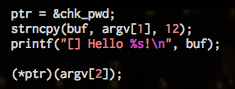 ptr = &chk_pwd;
strncpy(buf, argv[1], 12);
printf("[] Hello %s!\n", buf);
(*ptr)(argv[2]);